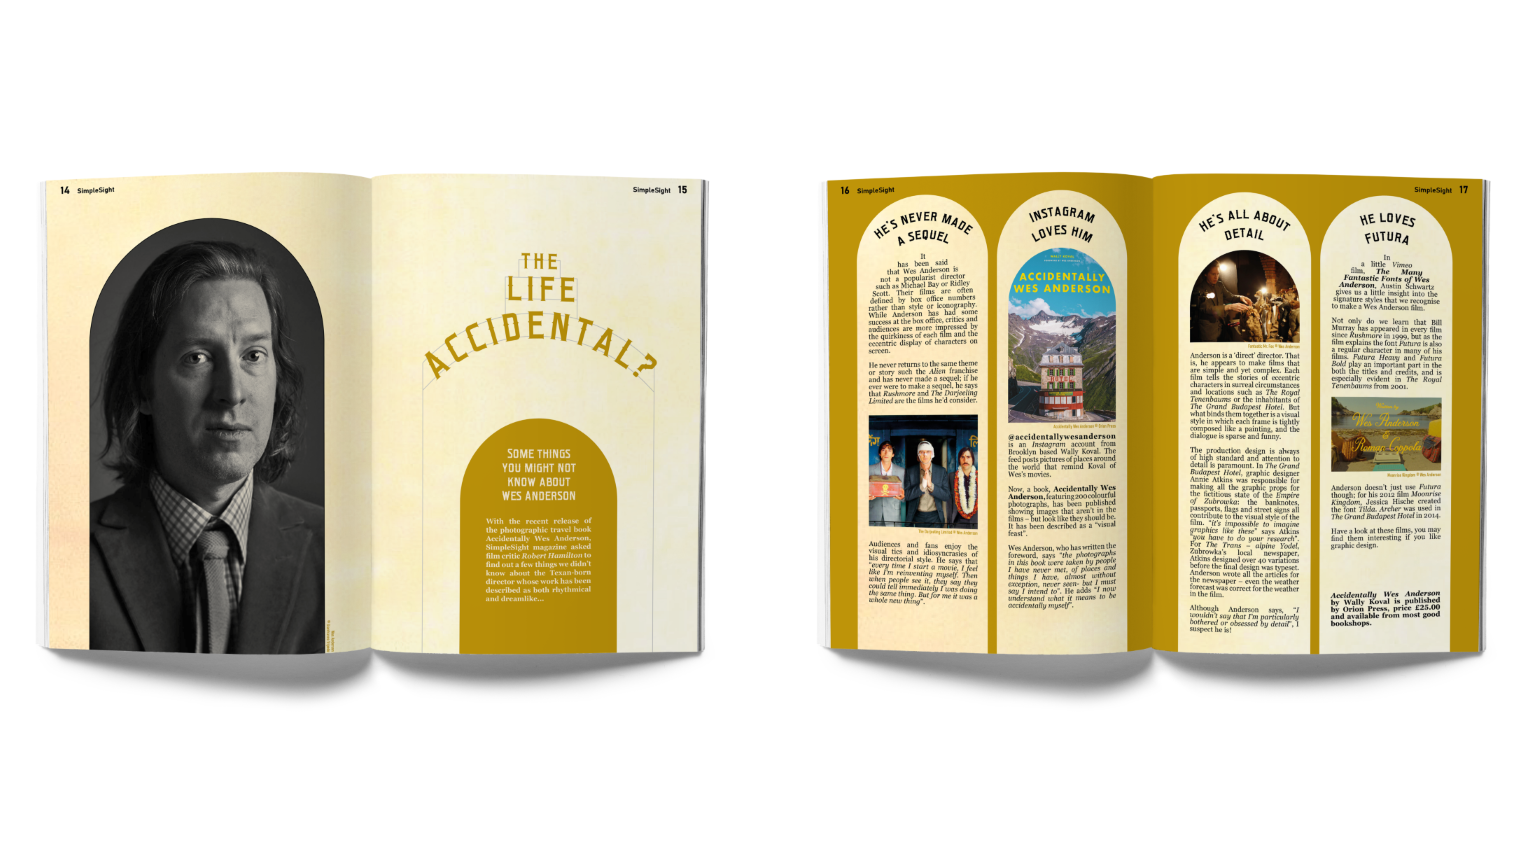 14 SimpleSight
SimpleSight 15
THE
LIFE
ACCIDENTAL?
SOME THINGS
YOU MIGHT NOT
KNOW ABOUT
WES ANDERSON
With the recent release of
the photographic travel book
Accidentally Wes Anderson,
SimpleSight magazine asked
film critic Robert Hamilton to
find out a few things we didn't
know about the Texan-born
director whose work has been
described as both rhythmical
and dreamlike...
16 SimpleSight
HE'S NEVER MADE
A SEQUEL
It
has been said
that Wes Anderson is
not a popularist director
such as Michael Bay or Ridley
Scott. Their films are often
defined by box office numbers
rather than style or iconography.
While Anderson has had some
success at the box office, critics and
audiences are more impressed by
the quirkiness of each film and the
eccentric display of characters on
screen.
He never returns to the same theme
or story such the Alien franchise
and has never made a sequel; if he
ever were to make a sequel, he says
that Rushmore and The Darjeeling
Limited are the films he'd consider.
The Darjeeling Limited © Wes Anderson
Audiences and fans enjoy the
visual tics and idiosyncrasies of
his directorial style. He says that
"every time I start a movie, I feel
like I'm reinventing myself. Then
when people see it, they say they
could tell immediately I was doing
the same thing. But for me it was a
whole new thing".
INSTAGRAM
LOVES HIM
WALLY KOVAL
ACCIDENTALLY
WES ANDERSON
HOTEL
Accidentally Wes Anderson © Orion Press
@accidentallywesanderson
is an Instagram account from
Brooklyn based Wally Koval. The
feed posts pictures of places around
the world that remind Koval of
Wes's movies.
Now, a book, Accidentally Wes
Anderson, featuring 200 colourful
photographs, has been published
showing images that aren't in the
films – but look like they should be.
It has been described as a "visual
feast".
Wes Anderson, who has written the
foreword, says "the photographs
in this book were taken by people
I have never met, of places and
things I have, almost without
exception, never seen- but I must
say I intend to". He adds "I now
understand what it means to be
accidentally myself".
SimpleSight 17
HE'S ALL ABOUT
DETAIL
Fantastic Mr. Fox © Wes Anderson
Anderson is a 'direct' director. That
is, he appears to make films that
are simple and yet complex. Each
film tells the stories of eccentric
characters in surreal circumstances
and locations such as The Royal
Tenenbaums or the inhabitants of
The Grand Budapest Hotel. But
what binds them together is a visual
style in which each frame is tightly
composed like a painting, and the
dialogue is sparse and funny.
The production design is always
of high standard and attention to
detail is paramount. In The Grand
Budapest Hotel, graphic designer
Annie Atkins was responsible for
making all the graphic props for
the fictitious state of the Empire
of Zubrowka: the banknotes,
passports, flags and street signs all
contribute to the visual style of the
film. "it's impossible to imagine
graphics like these" says Atkins
"you have to do your research".
For The Trans – alpine Yodel,
Zubrowka's local newspaper,
Atkins designed over 40 variations
before the final design was typeset.
Anderson wrote all the articles for
the newspaper – even the weather
forecast was correct for the weather
in the film.
Although Anderson says, "I
wouldn't say that I'm particularly
bothered or obsessed by detail", I
suspect he is!
HE LOVES
FUTURA
In
a little Vimeo
film, The Many
Fantastic Fonts of Wes
Anderson, Austin Schwartz
gives us a little insight into the
signature styles that we recognise
to make a Wes Anderson film.
Not only do we learn that Bill
Murray has appeared in every film
since Rushmore in 1999, but as the
film explains the font Futura is also
a regular character in many of his
films. Futura Heavy and Futura
Bold play an important part in the
both the titles and credits, and is
especially evident in The Royal
Tenenbaums from 2001.
Written by
Wes Anderson
&
Roman Coppola
Moonrise Kingdom © Wes Anderson
Anderson doesn't just use Futura
though; for his 2012 film Moonrise
Kingdom, Jessica Hische created
the font Tilda. Archer was used in
The Grand Budapest Hotel in 2014.
Have a look at these films, you may
find them interesting if you like
graphic design.
Accidentally Wes Anderson
by Wally Koval is published
by Orion Press, price £25.00
and available from most good
bookshops.